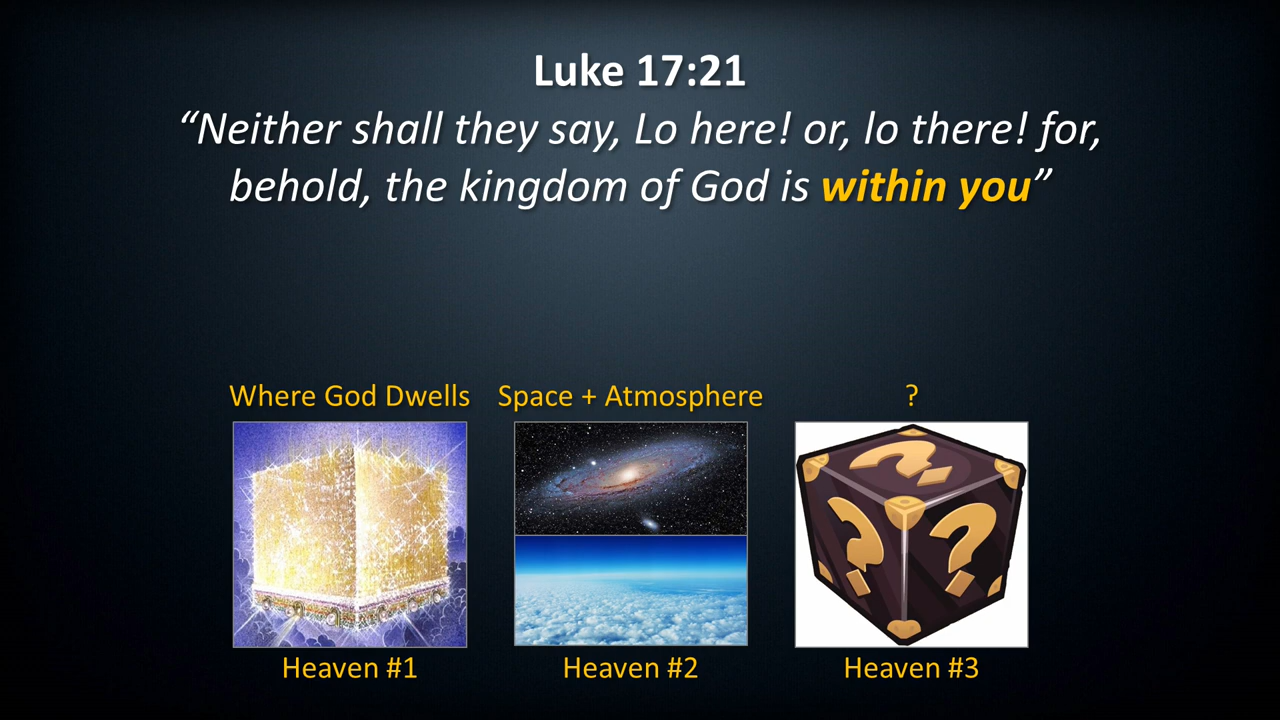 Luke 17:21
“Neither shall they say, Lo here! or, lo there! for,
behold, the kingdom of God is within you”
Where God Dwells
Space + Atmosphere
?
Heaven #1
Heaven #2
Heaven #3